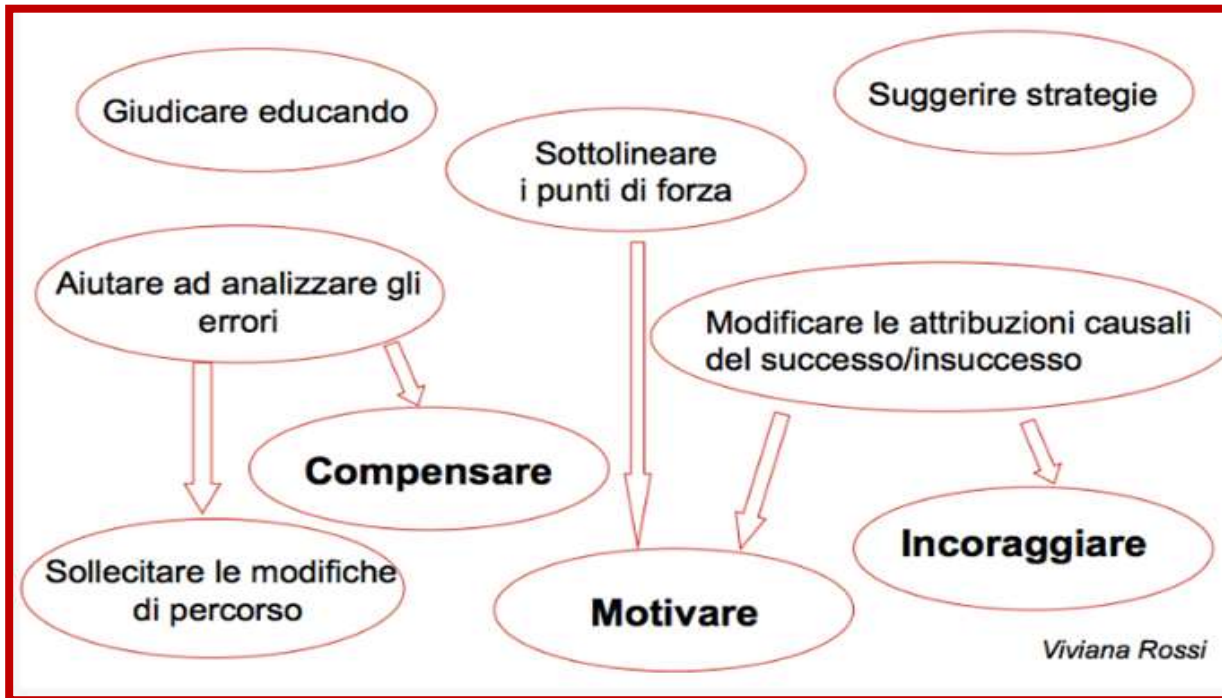 Giudicare educando
Suggerire strategie
Sottolineare
i punti di forza
Aiutare ad analizzare gli
errori
Modificare le attribuzioni causali
del successo/insuccesso
Compensare
Incoraggiare
Sollecitare le modifiche
di percorso
Motivare
Viviana Rossi